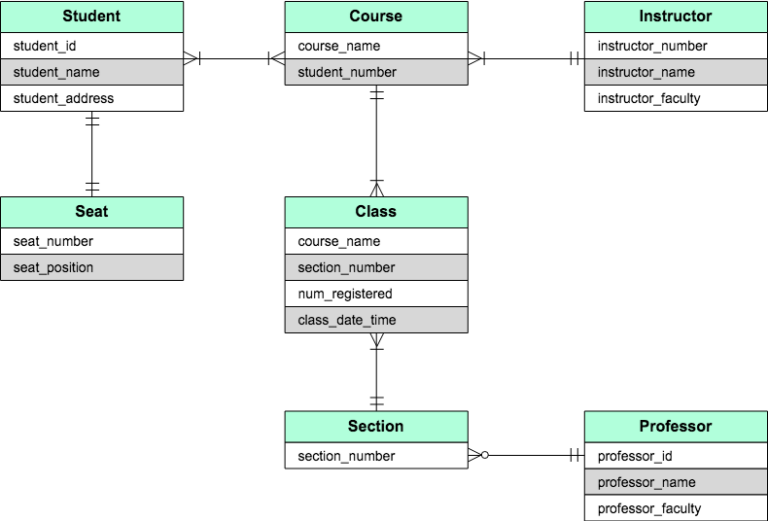 Student
student_id
student_name
student_address
Course
course_name
student_number
Instructor
instructor_number
instructor_name
instructor_faculty
Seat
seat_number
seat_position
Class
course_name
section_number
num_registered
class_date_time
Section
section_number
Professor
professor_id
professor_name
professor_faculty